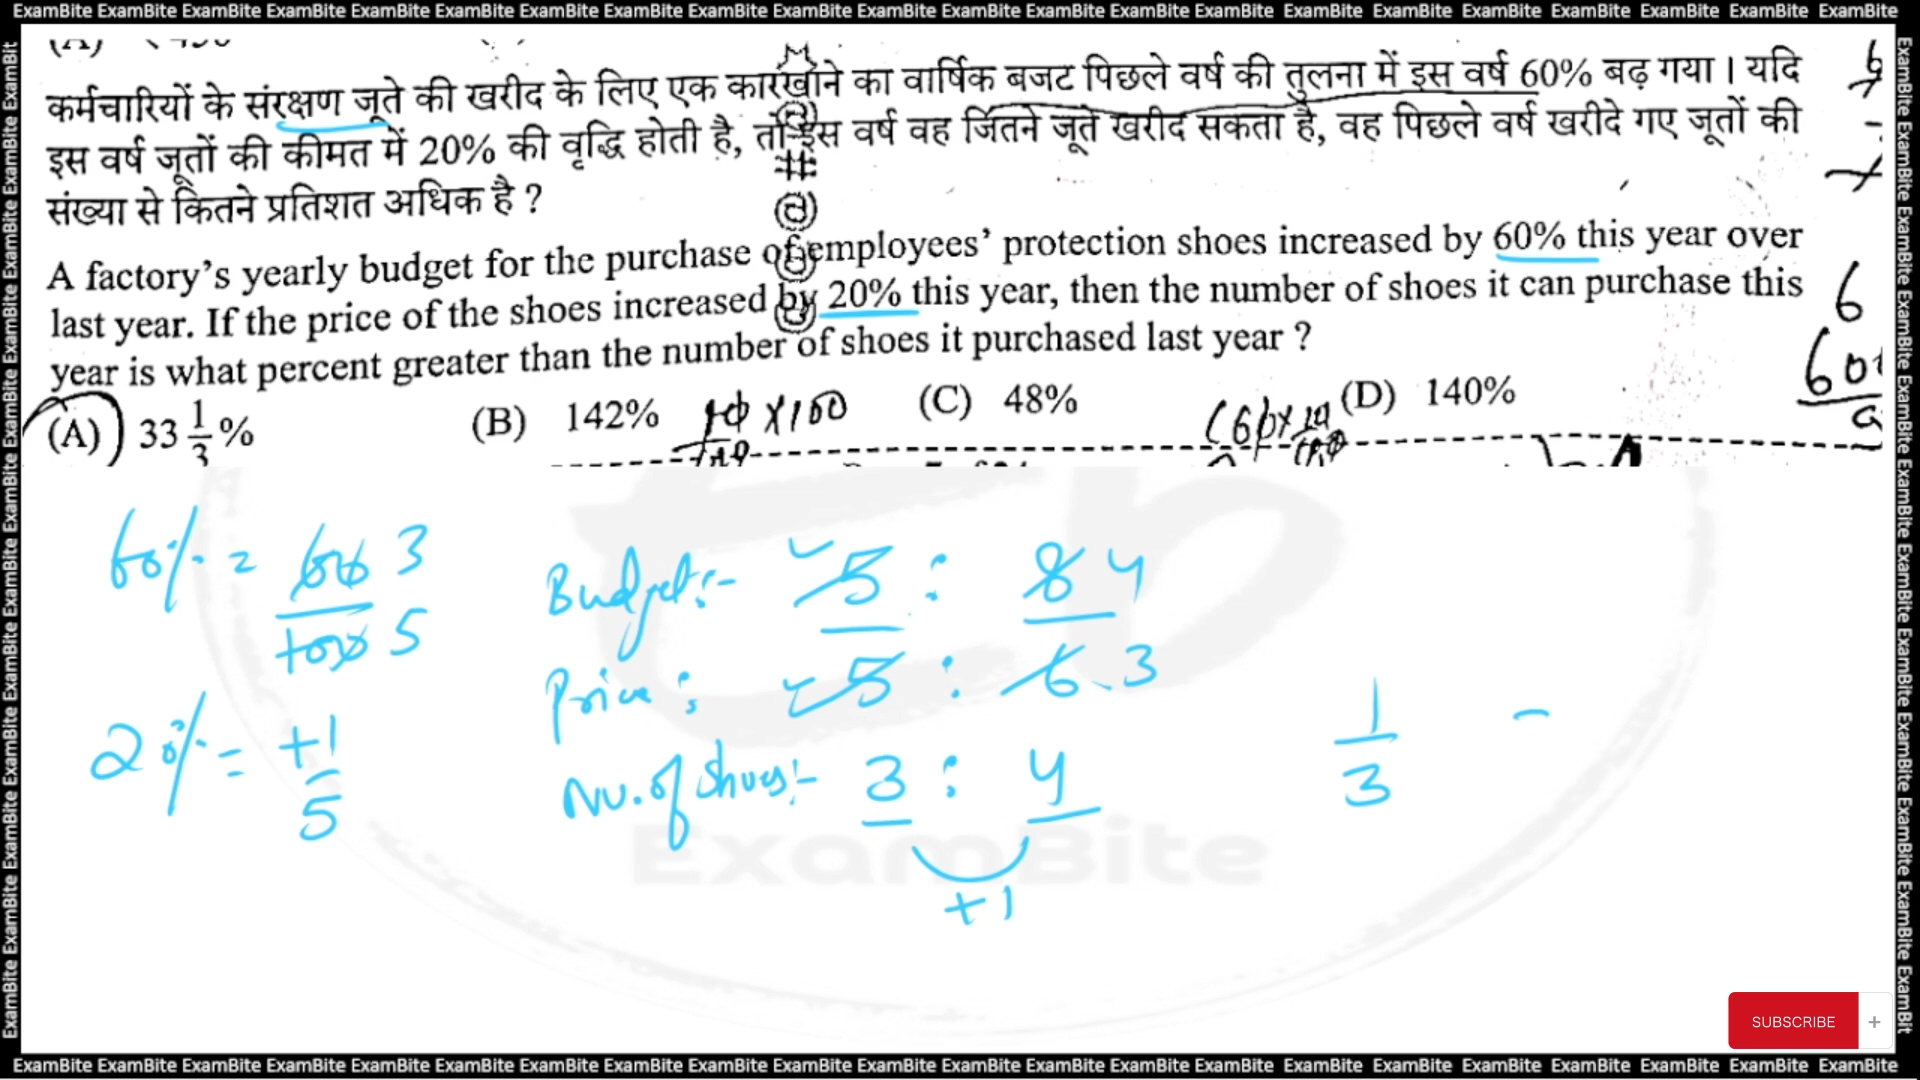 ExamBite ExamBite ExamBite ExamBite ExamBite ExamBite ExamBite ExamBite ExamBite ExamBite ExamBite ExamBite ExamBite ExamBite ExamBite ExamBite ExamBite ExamBite ExamBite ExamBite ExamBite
कर्मचारियों के संरक्षण जूते की खरीद के लिए एक कारखाने का वार्षिक बजट पिछले वर्ष की तुलना में इस वर्ष 60% बढ़ गया । यदि
इस वर्ष जूतों की कीमत में 20% की वृद्धि होती है, तो इस वर्ष वह जितने जूते खरीद सकता है, वह पिछले वर्ष खरीदे गए जूतों की
संख्या से कितने प्रतिशत अधिक है ?
A factory’s yearly budget for the purchase of employees’ protection shoes increased by 60% this year over
last year. If the price of the shoes increased by 20% this year, then the number of shoes it can purchase this
year is what percent greater than the number of shoes it purchased last year ?
(A) 33 1/3 % (B) 142% (C) 48% (D) 140%
60% = 60/100 3/5
20% = +1/5
Budget:- 5 : 8 4
Price: 5 : 6 3
Nu. of shoes:- 3 : 4
+1
1/3
ExamBite
SUBSCRIBE +
ExamBite ExamBite ExamBite ExamBite ExamBite ExamBite ExamBite ExamBite ExamBite ExamBite ExamBite ExamBite ExamBite ExamBite ExamBite ExamBite ExamBite ExamBite ExamBite ExamBite ExamBite